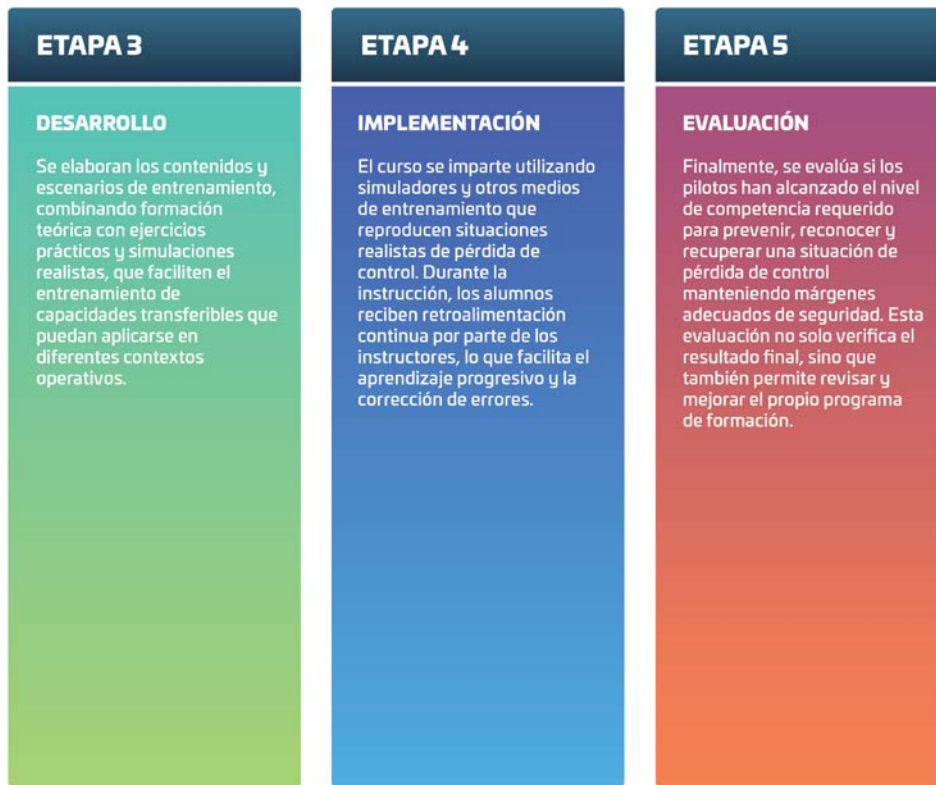 ETAPA 3
DESARROLLO
Se elaboran los contenidos y
escenarios de entrenamiento,
combinando formación
teórica con ejercicios
prácticos y simulaciones
realistas, que faciliten el
entrenamiento de
capacidades transferibles que
puedan aplicarse en
diferentes contextos
operativos.
ETAPA 4
IMPLEMENTACIÓN
El curso se imparte utilizando
simuladores y otros medios
de entrenamiento que
reproducen situaciones
realistas de pérdida de
control. Durante la
instrucción, los alumnos
reciben retroalimentación
continua por parte de los
instructores, lo que facilita el
aprendizaje progresivo y la
corrección de errores.
ETAPA 5
EVALUACIÓN
Finalmente, se evalúa si los
pilotos han alcanzado el nivel
de competencia requerido
para prevenir, reconocer y
recuperar una situación de
pérdida de control
manteniendo márgenes
adecuados de seguridad. Esta
evaluación no solo verifica el
resultado final, sino que
también permite revisar y
mejorar el propio programa
de formación.